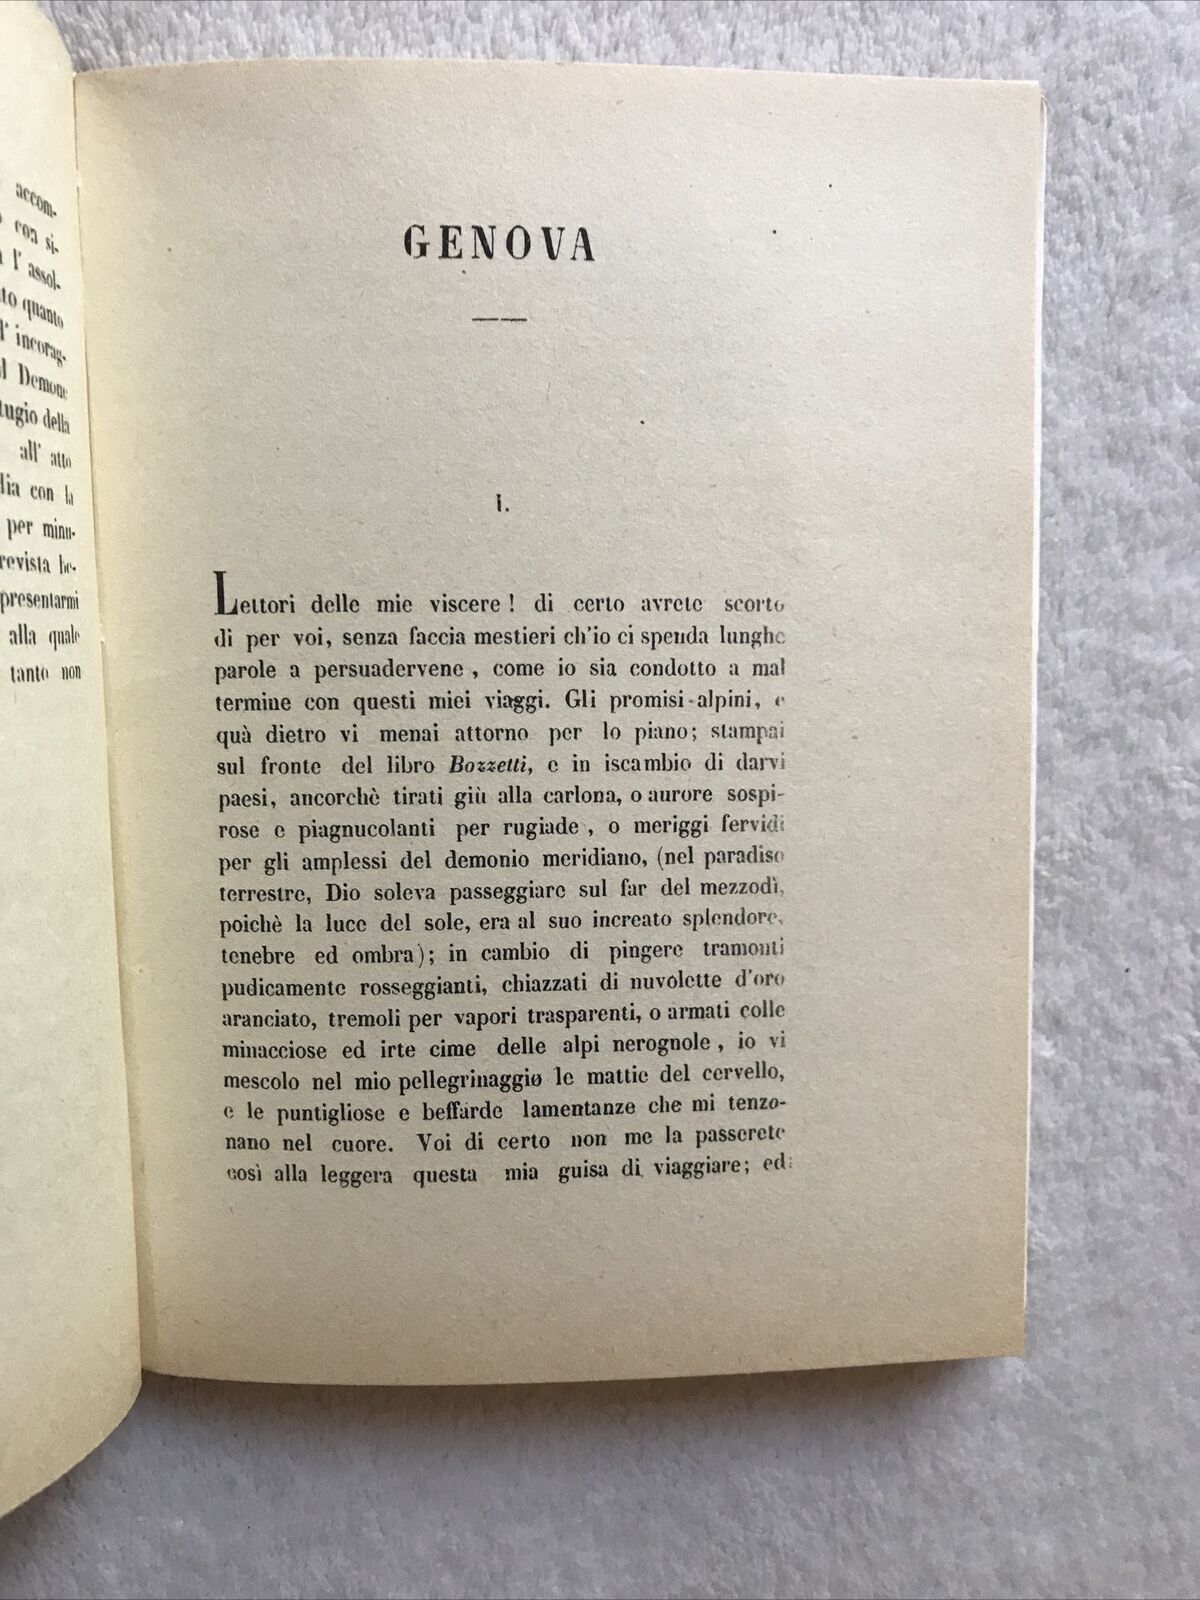 accom-
con si-
l' assol-
to quanto
l' incorag-
Demone
tugio della
all' atto
lia con la
per minu-
revista be-
presentarmi
alla quale
tanto non
GENOVA
I.
Lettori delle mie viscere ! di certo avrete scorto
di per voi, senza faccia mestieri ch'io ci spenda lunghe
parole a persuadervene , come io sia condotto a mal
termine con questi miei viaggi. Gli promisi-alpini, e
quà dietro vi menai attorno per lo piano; stampai
sul fronte del libro Bozzetti, e in iscambio di darvi
paesi, ancorchè tirati giù alla carlona, o aurore sospi-
rose e piagnucolanti per rugiade , o meriggi fervidi
per gli amplessi del demonio meridiano, (nel paradiso
terrestre, Dio soleva passeggiare sul far del mezzodì,
poichè la luce del sole, era al suo increato splendore,
tenebre ed ombra); in cambio di pingere tramonti
pudicamente rosseggianti, chiazzati di nuvolette d'oro
aranciato, tremoli per vapori trasparenti, o armati colle
minacciose ed irte cime delle alpi nerognole , io vi
mescolo nel mio pellegrinaggio le mattie del cervello,
e le puntigliose e beffarde lamentanze che mi tenzo-
nano nel cuore. Voi di certo non me la passerete
così alla leggera questa mia guisa di viaggiare; ed